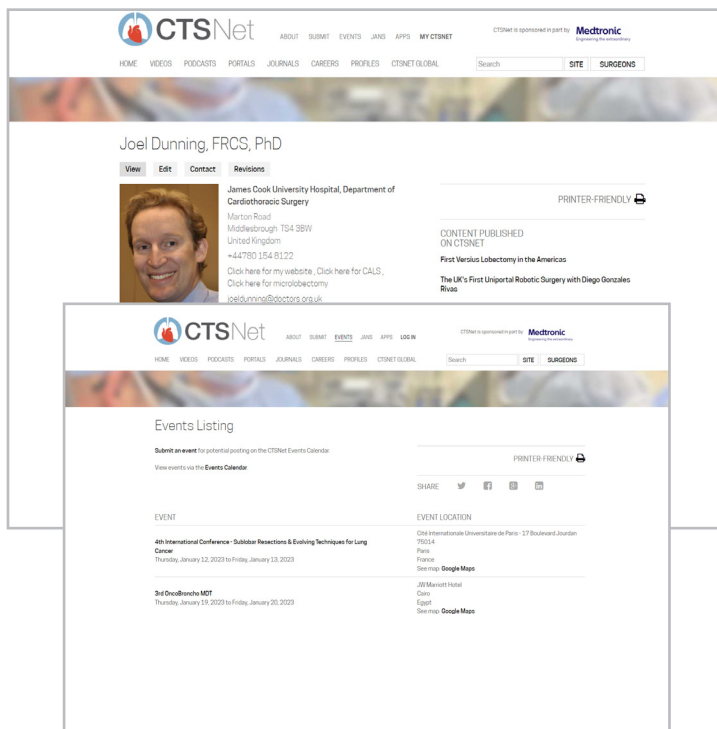 CTSNet
ABOUT SUBMIT EVENTS JANS APPS MY CTSNET
CTSNet is sponsored in part by Medtronic
Engineering the extraordinary
HOME VIDEOS PODCASTS PORTALS JOURNALS CAREERS PROFILES CTSNET GLOBAL
Search SITE SURGEONS
Joel Dunning, FRCS, PhD
View Edit Contact Revisions
James Cook University Hospital, Department of
Cardiothoracic Surgery
Marton Road
Middlesbrough TS4 3BW
United Kingdom
+44780 154 8122
Click here for my website , Click here for CALS ,
Click here for microlobectomy
joeldunning@doctors.org.uk
PRINTER-FRIENDLY
CONTENT PUBLISHED
ON CTSNET
First Versius Lobectomy in the Americas
The UK's First Uniportal Robotic Surgery with Diego Gonzales
Rivas
CTSNet
ABOUT SUBMIT EVENTS JANS APPS LOG IN
CTSNet is sponsored in part by Medtronic
Engineering the extraordinary
HOME VIDEOS PODCASTS PORTALS JOURNALS CAREERS PROFILES CTSNET GLOBAL
Search SITE SURGEONS
Events Listing
Submit an event for potential posting on the CTSNet Events Calendar.
View events via the Events Calendar.
PRINTER-FRIENDLY
SHARE
EVENT EVENT LOCATION
4th International Conference - Sublobar Resections & Evolving Techniques for Lung
Cancer
Thursday, January 12, 2023 to Friday, January 13, 2023
Cité Internationale Universitaire de Paris - 17 Boulevard Jourdan
75014
Paris
France
See map: Google Maps
3rd OncoBroncho MDT
Thursday, January 19, 2023 to Friday, January 20, 2023
JW Marriott Hotel
Cairo
Egypt
See map: Google Maps